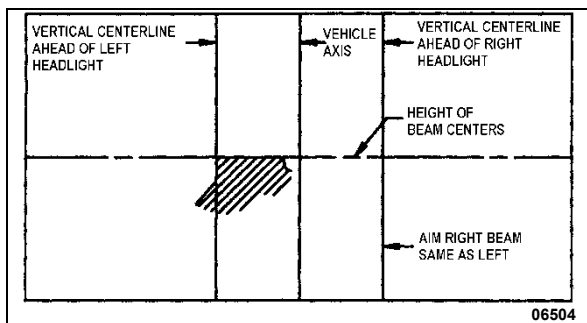 VERTICAL CENTERLINE
AHEAD OF LEFT
HEADLIGHT
VEHICLE
AXIS
VERTICAL CENTERLINE
AHEAD OF RIGHT
HEADLIGHT
HEIGHT OF
BEAM CENTERS
AIM RIGHT BEAM
SAME AS LEFT
06504